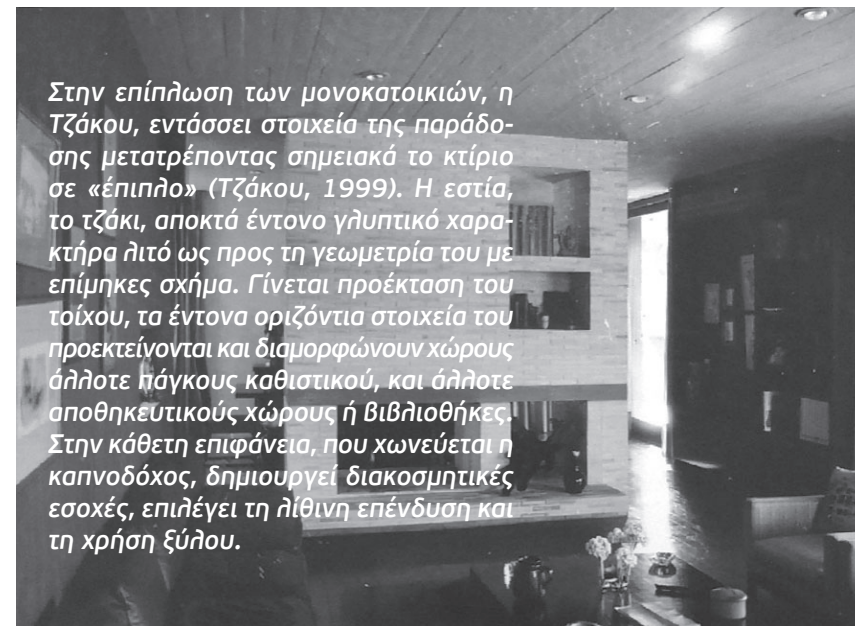 Στην επίπλωση των μονοκατοικιών, η
Τζάκου, εντάσσει στοιχεία της παράδο-
σης μετατρέποντας σημειακά το κτίριο
σε «έπιπλο» (Τζάκου, 1999). Η εστία,
το τζάκι, αποκτά έντονο γλυπτικό χαρα-
κτήρα λιτό ως προς τη γεωμετρία του με
επίμηκες σχήμα. Γίνεται προέκταση του
τοίχου, τα έντονα οριζόντια στοιχεία του
προεκτείνονται και διαμορφώνουν χώρους
άλλοτε πάγκους καθιστικού, και άλλοτε
αποθηκευτικούς χώρους ή βιβλιοθήκες.
Στην κάθετη επιφάνεια, που χωνεύεται η
καπνοδόχος, δημιουργεί διακοσμητικές
εσοχές, επιλέγει τη λίθινη επένδυση και
τη χρήση ξύλου.